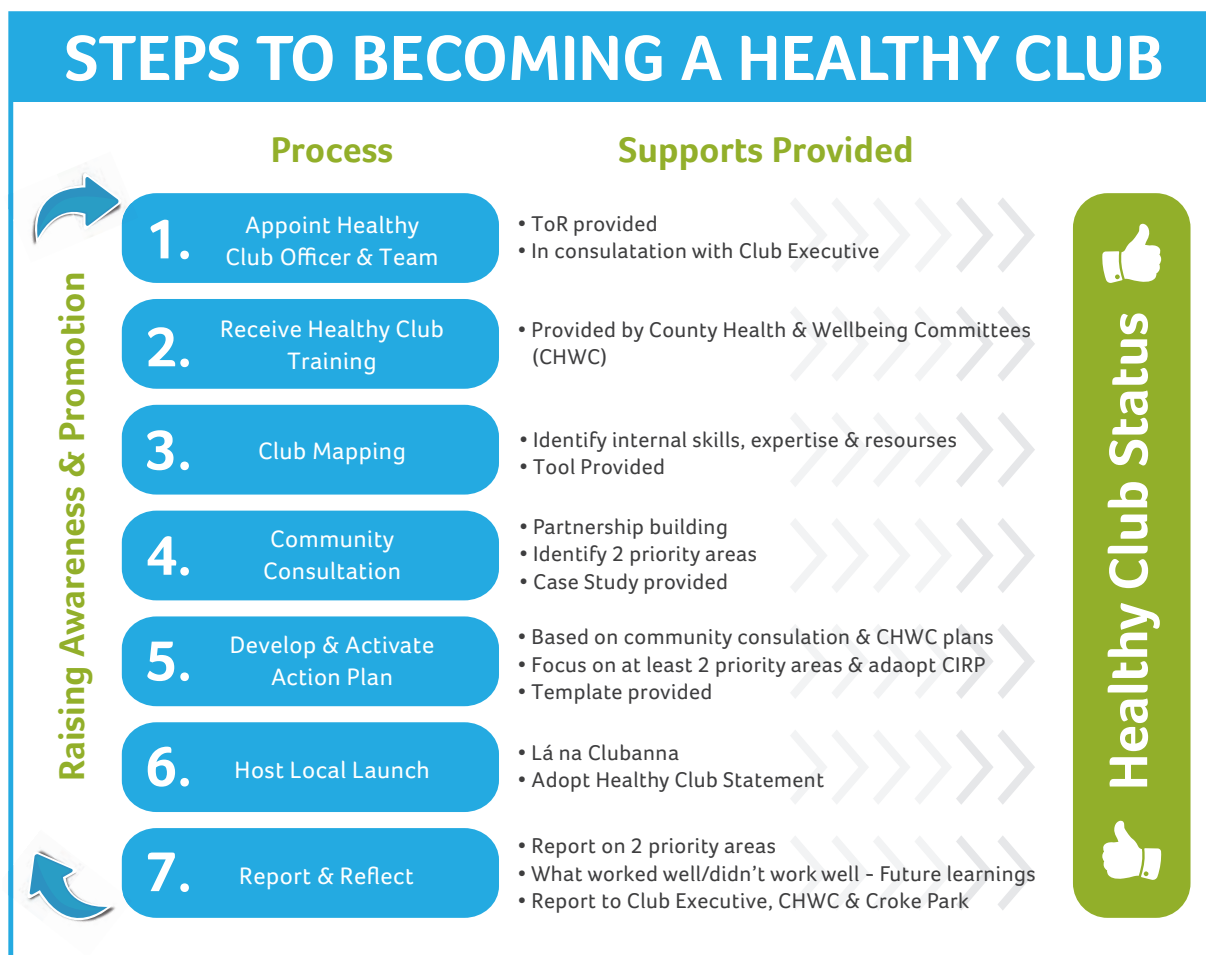 STEPS TO BECOMING A HEALTHY CLUB
Process
Supports Provided
Raising Awareness & Promotion
1.
Appoint Healthy
Club Officer & Team
• ToR provided
• In consulatation with Club Executive
2.
Receive Healthy Club
Training
• Provided by County Health & Wellbeing Committees
(CHWC)
3.
Club Mapping
• Identify internal skills, expertise & resourses
• Tool Provided
4.
Community
Consultation
• Partnership building
• Identify 2 priority areas
• Case Study provided
5.
Develop & Activate
Action Plan
• Based on community consulation & CHWC plans
• Focus on at least 2 priority areas & adaopt CIRP
• Template provided
6.
Host Local Launch
• Lá na Clubanna
• Adopt Healthy Club Statement
7.
Report & Reflect
• Report on 2 priority areas
• What worked well/didn't work well - Future learnings
• Report to Club Executive, CHWC & Croke Park
Healthy Club Status